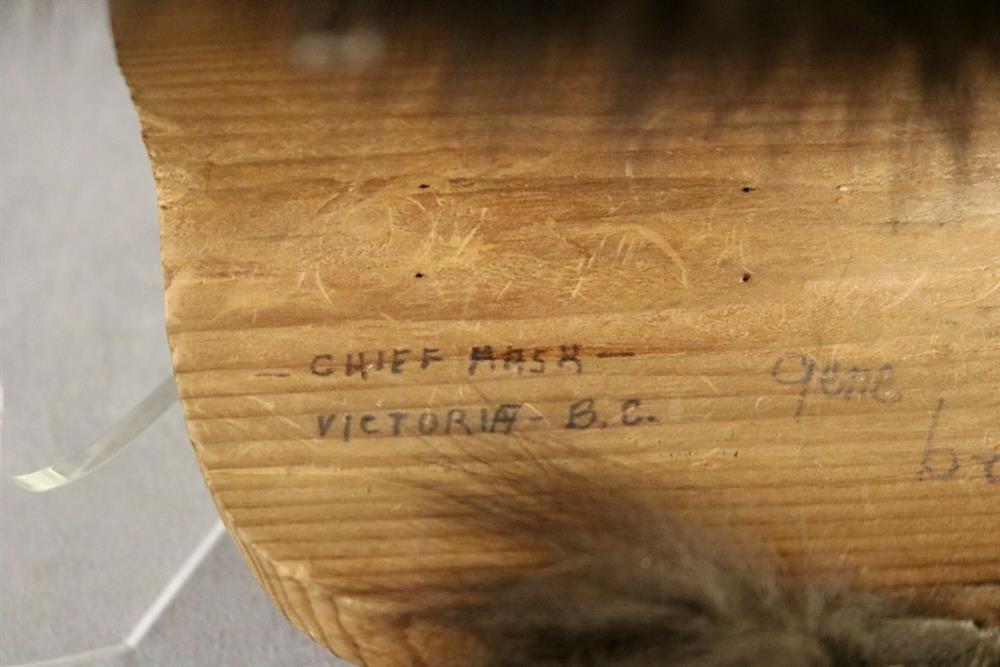 - CHIEF MASK -
VICTORIA - B.C.
gene